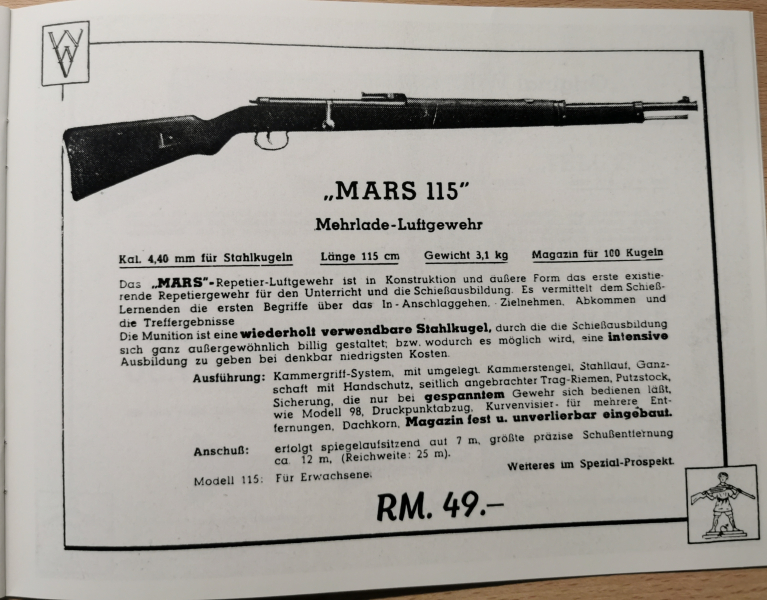 „MARS 115"
Mehrlade-Luftgewehr
Kal. 4,40 mm für Stahlkugeln Länge 115 cm Gewicht 3,1 kg Magazin für 100 Kugeln
Das „MARS"-Repetier-Luftgewehr ist in Konstruktion und äußere Form das erste existie-
rende Repetiergewehr für den Unterricht und die Schießausbildung. Es vermittelt dem Schieß-
Lernenden die ersten Begriffe über das In-Anschlaggehen, Zielnehmen, Abkommen und
die Treffergebnisse
Die Munition ist eine wiederholt verwendbare Stahlkugel, durch die die Schießausbildung
sich ganz außergewöhnlich billig gestaltet; bzw. wodurch es möglich wird, eine intensive
Ausbildung zu geben bei denkbar niedrigsten Kosten.
Ausführung: Kammergriff-System, mit umgelegt. Kammerstengel, Stahllauf, Ganz-
schaft mit Handschutz, seitlich angebrachter Trag-Riemen, Putzstock,
Sicherung, die nur bei gespanntem Gewehr sich bedienen läßt,
wie Modell 98, Druckpunktabzug, Kurvenvisier für mehrere Ent-
fernungen, Dachkorn, Magazin fest u. unverlierbar eingebaut.
Anschuß: erfolgt spiegelaufsitzend auf 7 m, größte präzise Schußentfernung
ca. 12 m, (Reichweite: 25 m).
Weiteres im Spezial-Prospekt.
Modell 115: Für Erwachsene.
RM. 49.–